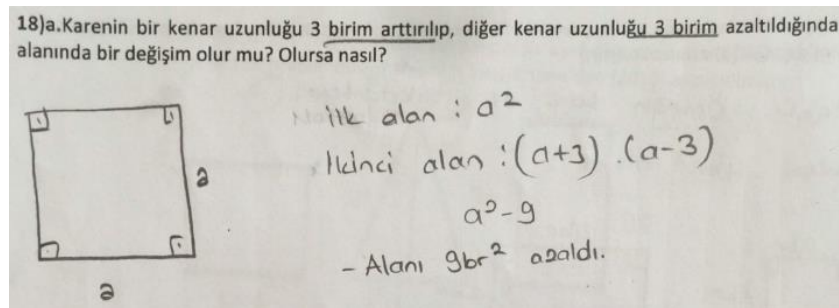 18)a.Karenin bir kenar uzunluğu 3 birim arttırılıp, diğer kenar uzunluğu 3 birim azaltıldığında
alanında bir değişim olur mu? Olursa nasıl?
ilk alan : a²
İkinci alan : (a+3) . (a-3)
a
a²-9
- Alanı 9br² azaldı.
a